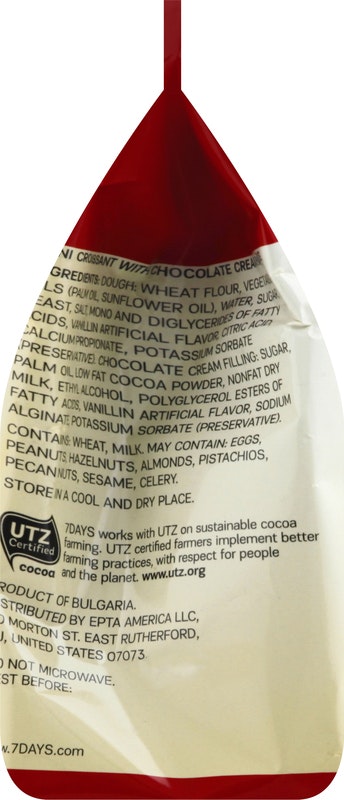 NI CROISSANT WITH CHOCOLATE CREAM
GREDIENTS: DOUGH: WHEAT FLOUR, VEGETAB
LS (PALM OIL, SUNFLOWER OIL), WATER, SUGAR,
EAST, SALT, MONO AND DIGLYCERIDES OF FATTY
CIDS, VANILLIN ARTIFICIAL FLAVOR, CITRIC ACID,
CALCIUM PROPIONATE, POTASSIUM SORBATE
(PRESERVATIVE). CHOCOLATE CREAM FILLING: SUGAR,
PALM OIL, LOW FAT COCOA POWDER, NONFAT DRY
MILK, ETHYL ALCOHOL, POLYGLYCEROL ESTERS OF
FATTY ACIDS, VANILLIN ARTIFICIAL FLAVOR, SODIUM
ALGINATE, POTASSIUM SORBATE (PRESERVATIVE).
CONTAINS: WHEAT, MILK. MAY CONTAIN: EGGS,
PEANUTS, HAZELNUTS, ALMONDS, PISTACHIOS,
PECAN NUTS, SESAME, CELERY.
STORE IN A COOL AND DRY PLACE.
UTZ
Certified
cocoa
7DAYS works with UTZ on sustainable cocoa
farming. UTZ certified farmers implement better
farming practices, with respect for people
and the planet. www.utz.org
RODUCT OF BULGARIA.
STRIBUTED BY EPTA AMERICA LLC,
0 MORTON ST. EAST RUTHERFORD,
J, UNITED STATES 07073
O NOT MICROWAVE.
EST BEFORE:
w.7DAYS.com